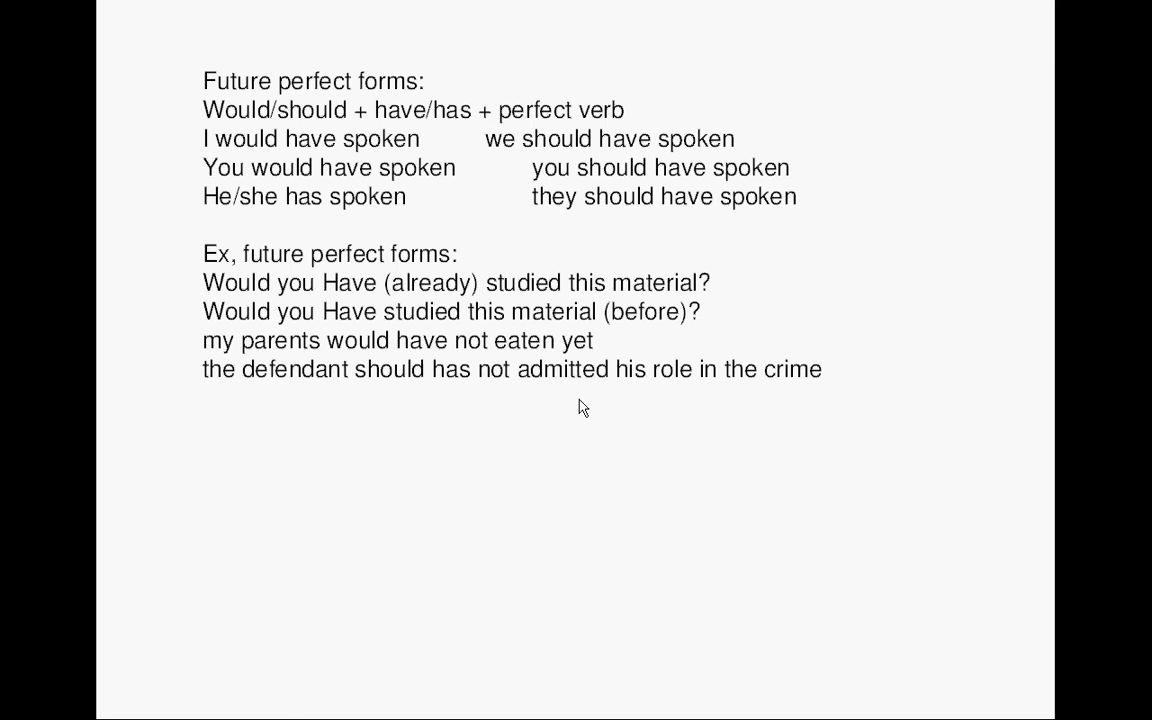 Future perfect forms:
Would/should + have/has + perfect verb
I would have spoken we should have spoken
You would have spoken you should have spoken
He/she has spoken they should have spoken
Ex, future perfect forms:
Would you Have (already) studied this material?
Would you Have studied this material (before)?
my parents would have not eaten yet
the defendant should has not admitted his role in the crime